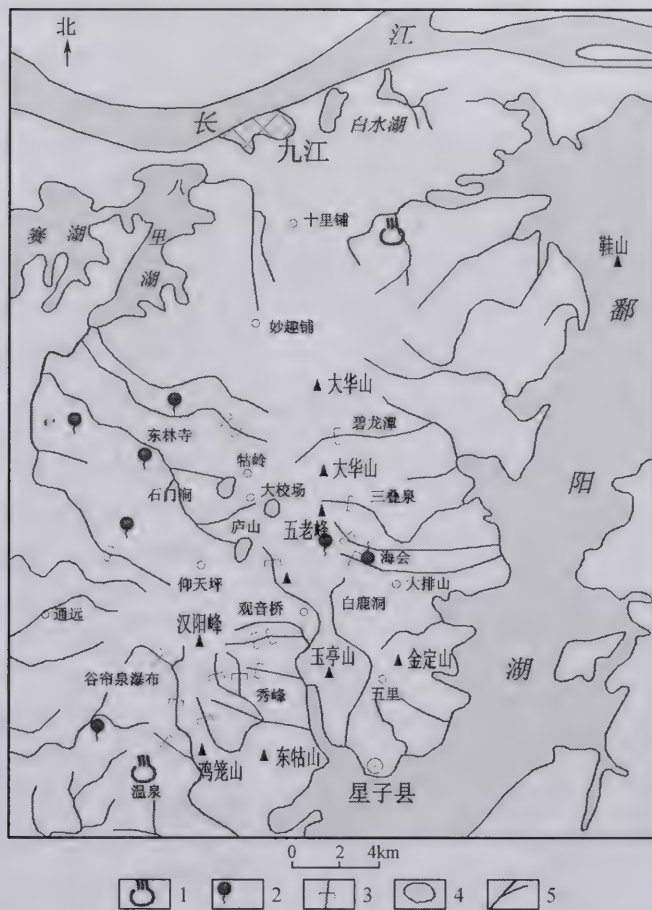 北
江
长
白水湖
九江
八
里
湖
赛湖
十里铺
鞋山
鄱
妙趣铺
大华山
碧龙潭
东林寺
牯岭
大华山
阳
石门涧
大校场
三叠泉
庐山
五老峰
海会
仰天坪
大排山
通远
观音桥
白鹿洞
汉阳峰
玉亭山
金定山
湖
谷帘泉瀑布
秀峰
五里
鸡笼山
东牯山
温泉
星子县
0 2 4km
1 2 3 4 5